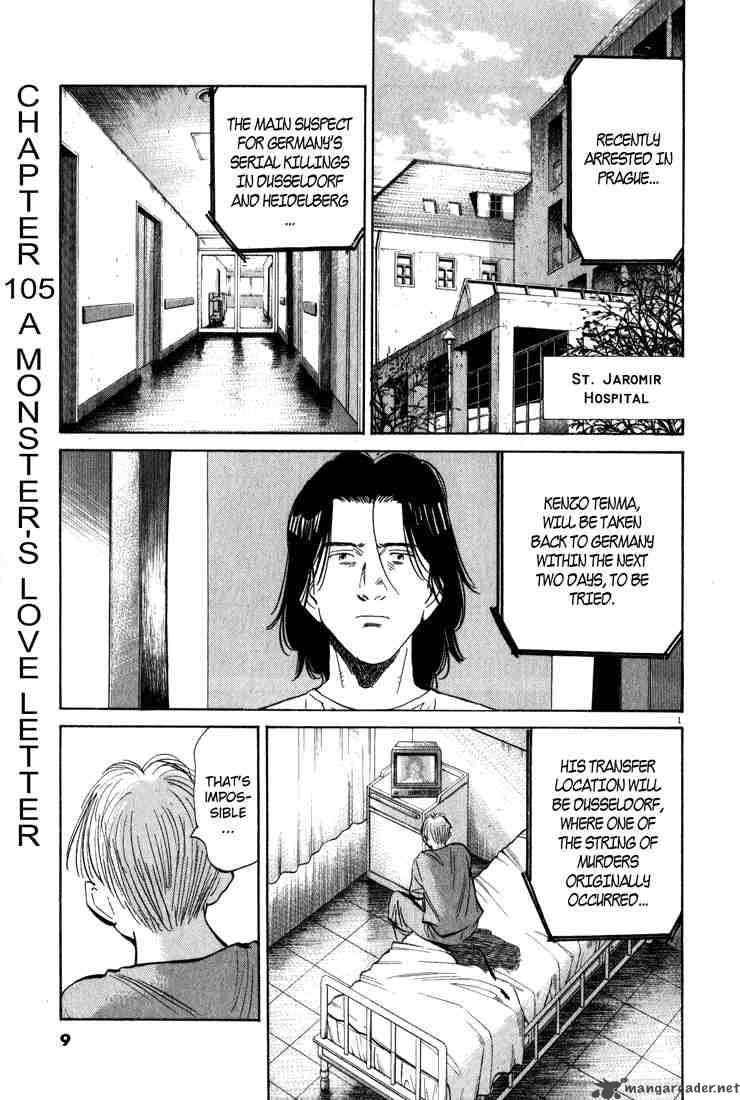 CHAPTER 105 A MONSTER'S LOVE LETTER
RECENTLY
ARRESTED IN
PRAGUE...
ST. JAROMIR
HOSPITAL
THE MAIN SUSPECT
FOR GERMANY'S
SERIAL KILLINGS
IN DUSSELDORF
AND HEIDELBERG
...
KENZO TENMA,
WILL BE TAKEN
BACK TO GERMANY
WITHIN THE NEXT
TWO DAYS, TO BE
TRIED.
1
HIS TRANSFER
LOCATION WILL
BE DUSSELDORF,
WHERE ONE OF
THE STRING OF
MURDERS
ORIGINALLY
OCCURRED...
THAT'S
IMPOS-
SIBLE
...
9
mangareader.net